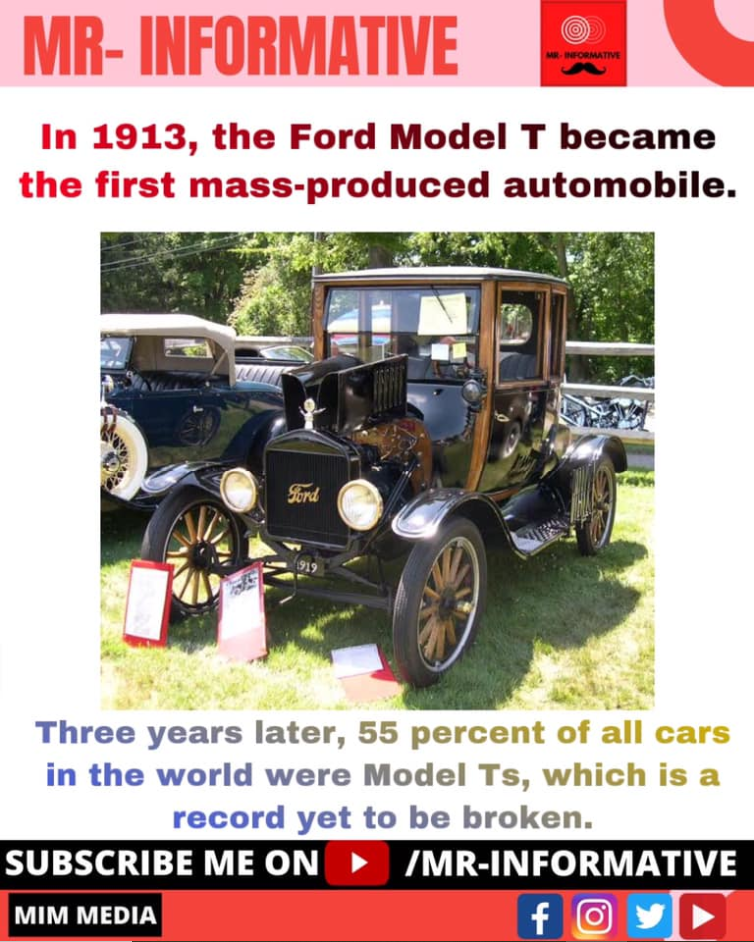 MR- INFORMATIVE
MR- INFORMATIVE
In 1913, the Ford Model T became
the first mass-produced automobile.
Ford
1919
Three years later, 55 percent of all cars
in the world were Model Ts, which is a
record yet to be broken.
SUBSCRIBE ME ON /MR-INFORMATIVE
MIM MEDIA